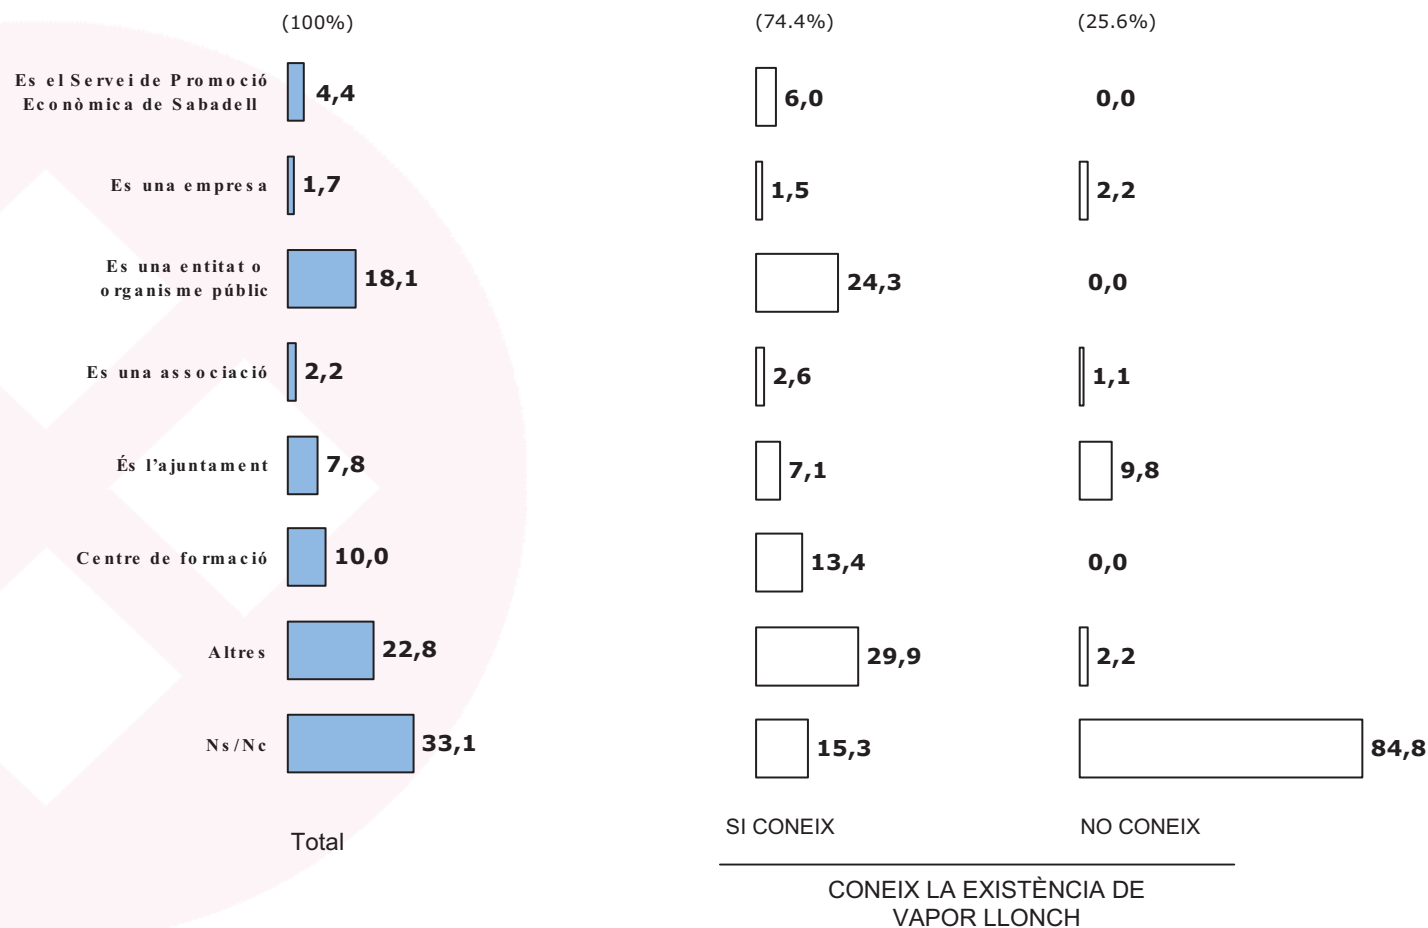 (100%) (74.4%) (25.6%)
Es el Servei de Promoció
Econòmica de Sabadell
4,4 6,0 0,0
Es una empresa 1,7 1,5 2,2
Es una entitat o
organisme públic
18,1 24,3 0,0
Es una associació 2,2 2,6 1,1
És l'ajuntament 7,8 7,1 9,8
Centre de formació 10,0 13,4 0,0
Altres 22,8 29,9 2,2
Ns/Nc 33,1 15,3 84,8
Total SI CONEIX NO CONEIX
CONEIX LA EXISTÈNCIA DE
VAPOR LLONCH